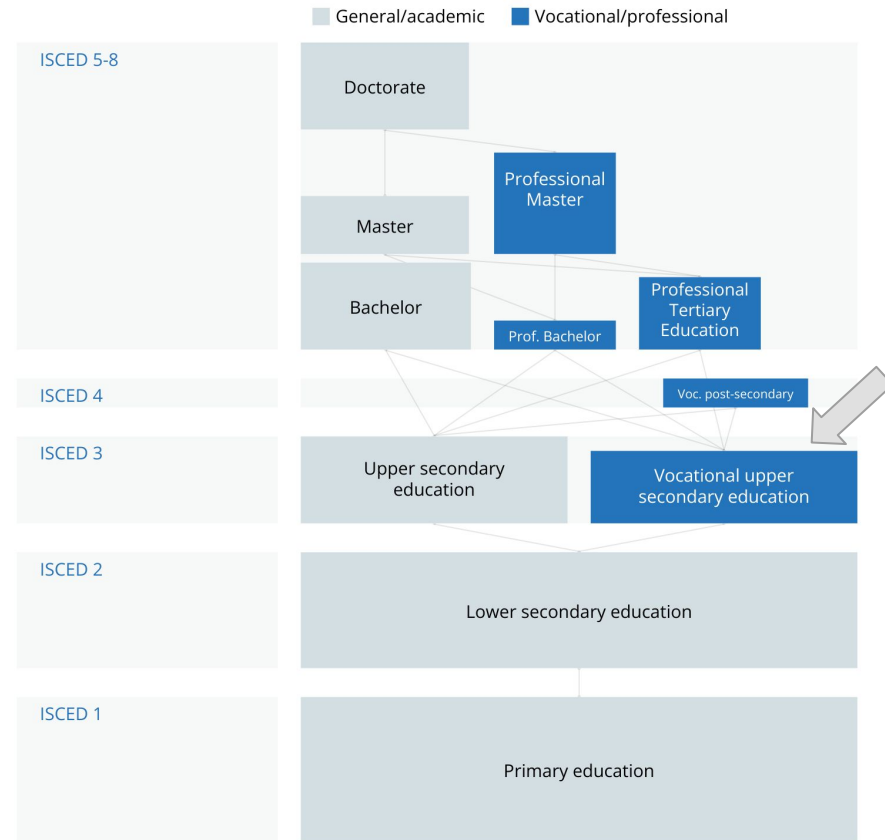 General/academic
Vocational/professional
ISCED 5-8
Doctorate
Professional
Master
Master
Bachelor
Professional
Tertiary
Education
Prof. Bachelor
ISCED 4
Voc. post-secondary
ISCED 3
Upper secondary
education
Vocational upper
secondary education
ISCED 2
Lower secondary education
ISCED 1
Primary education